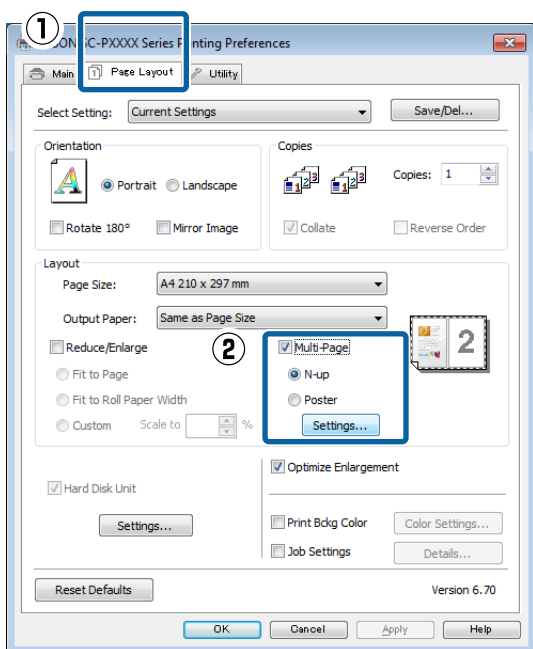 1
SC-PXXXX Series Printing Preferences
Main
1 Page Layout
Utility
Select Setting: Current Settings Save/Del...
Orientation
Copies
Portrait Landscape
Copies: 1
Rotate 180° Mirror Image
Collate Reverse Order
Layout
Page Size: A4 210 x 297 mm
Output Paper: Same as Page Size
Reduce/Enlarge
2
Multi-Page
2
Fit to Page
N-up
Fit to Roll Paper Width
Poster
Custom Scale to %
Settings...
Optimize Enlargement
Hard Disk Unit
Settings...
Print Bckg Color Color Settings...
Job Settings Details...
Reset Defaults
Version 6.70
OK Cancel Apply Help